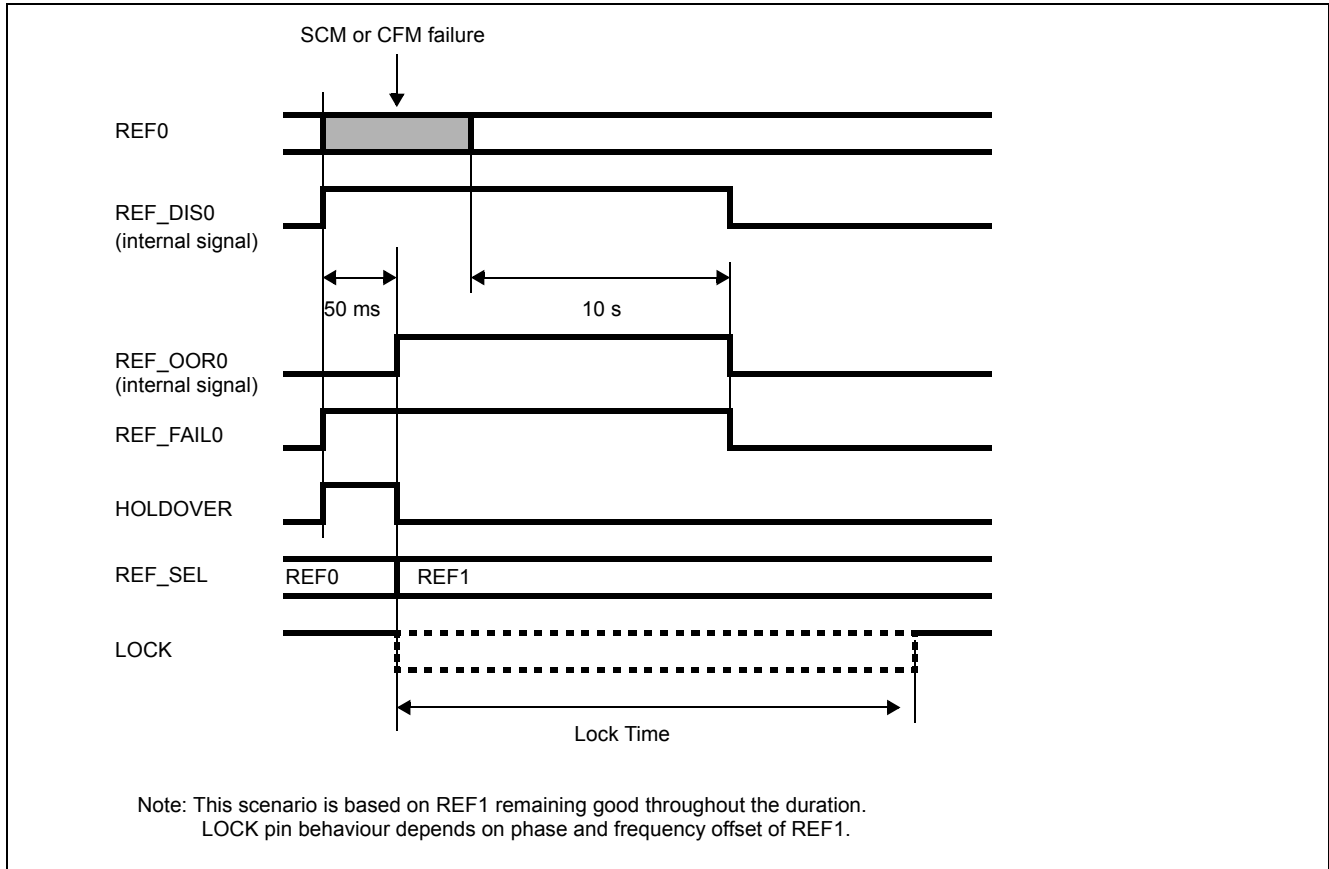 SCM or CFM failure
REF0
REF_DIS0
(internal signal)
50 ms
10 s
REF_OOR0
(internal signal)
REF_FAIL0
HOLDOVER
REF_SEL
REF0
REF1
LOCK
Lock Time
Note: This scenario is based on REF1 remaining good throughout the duration.
LOCK pin behaviour depends on phase and frequency offset of REF1.